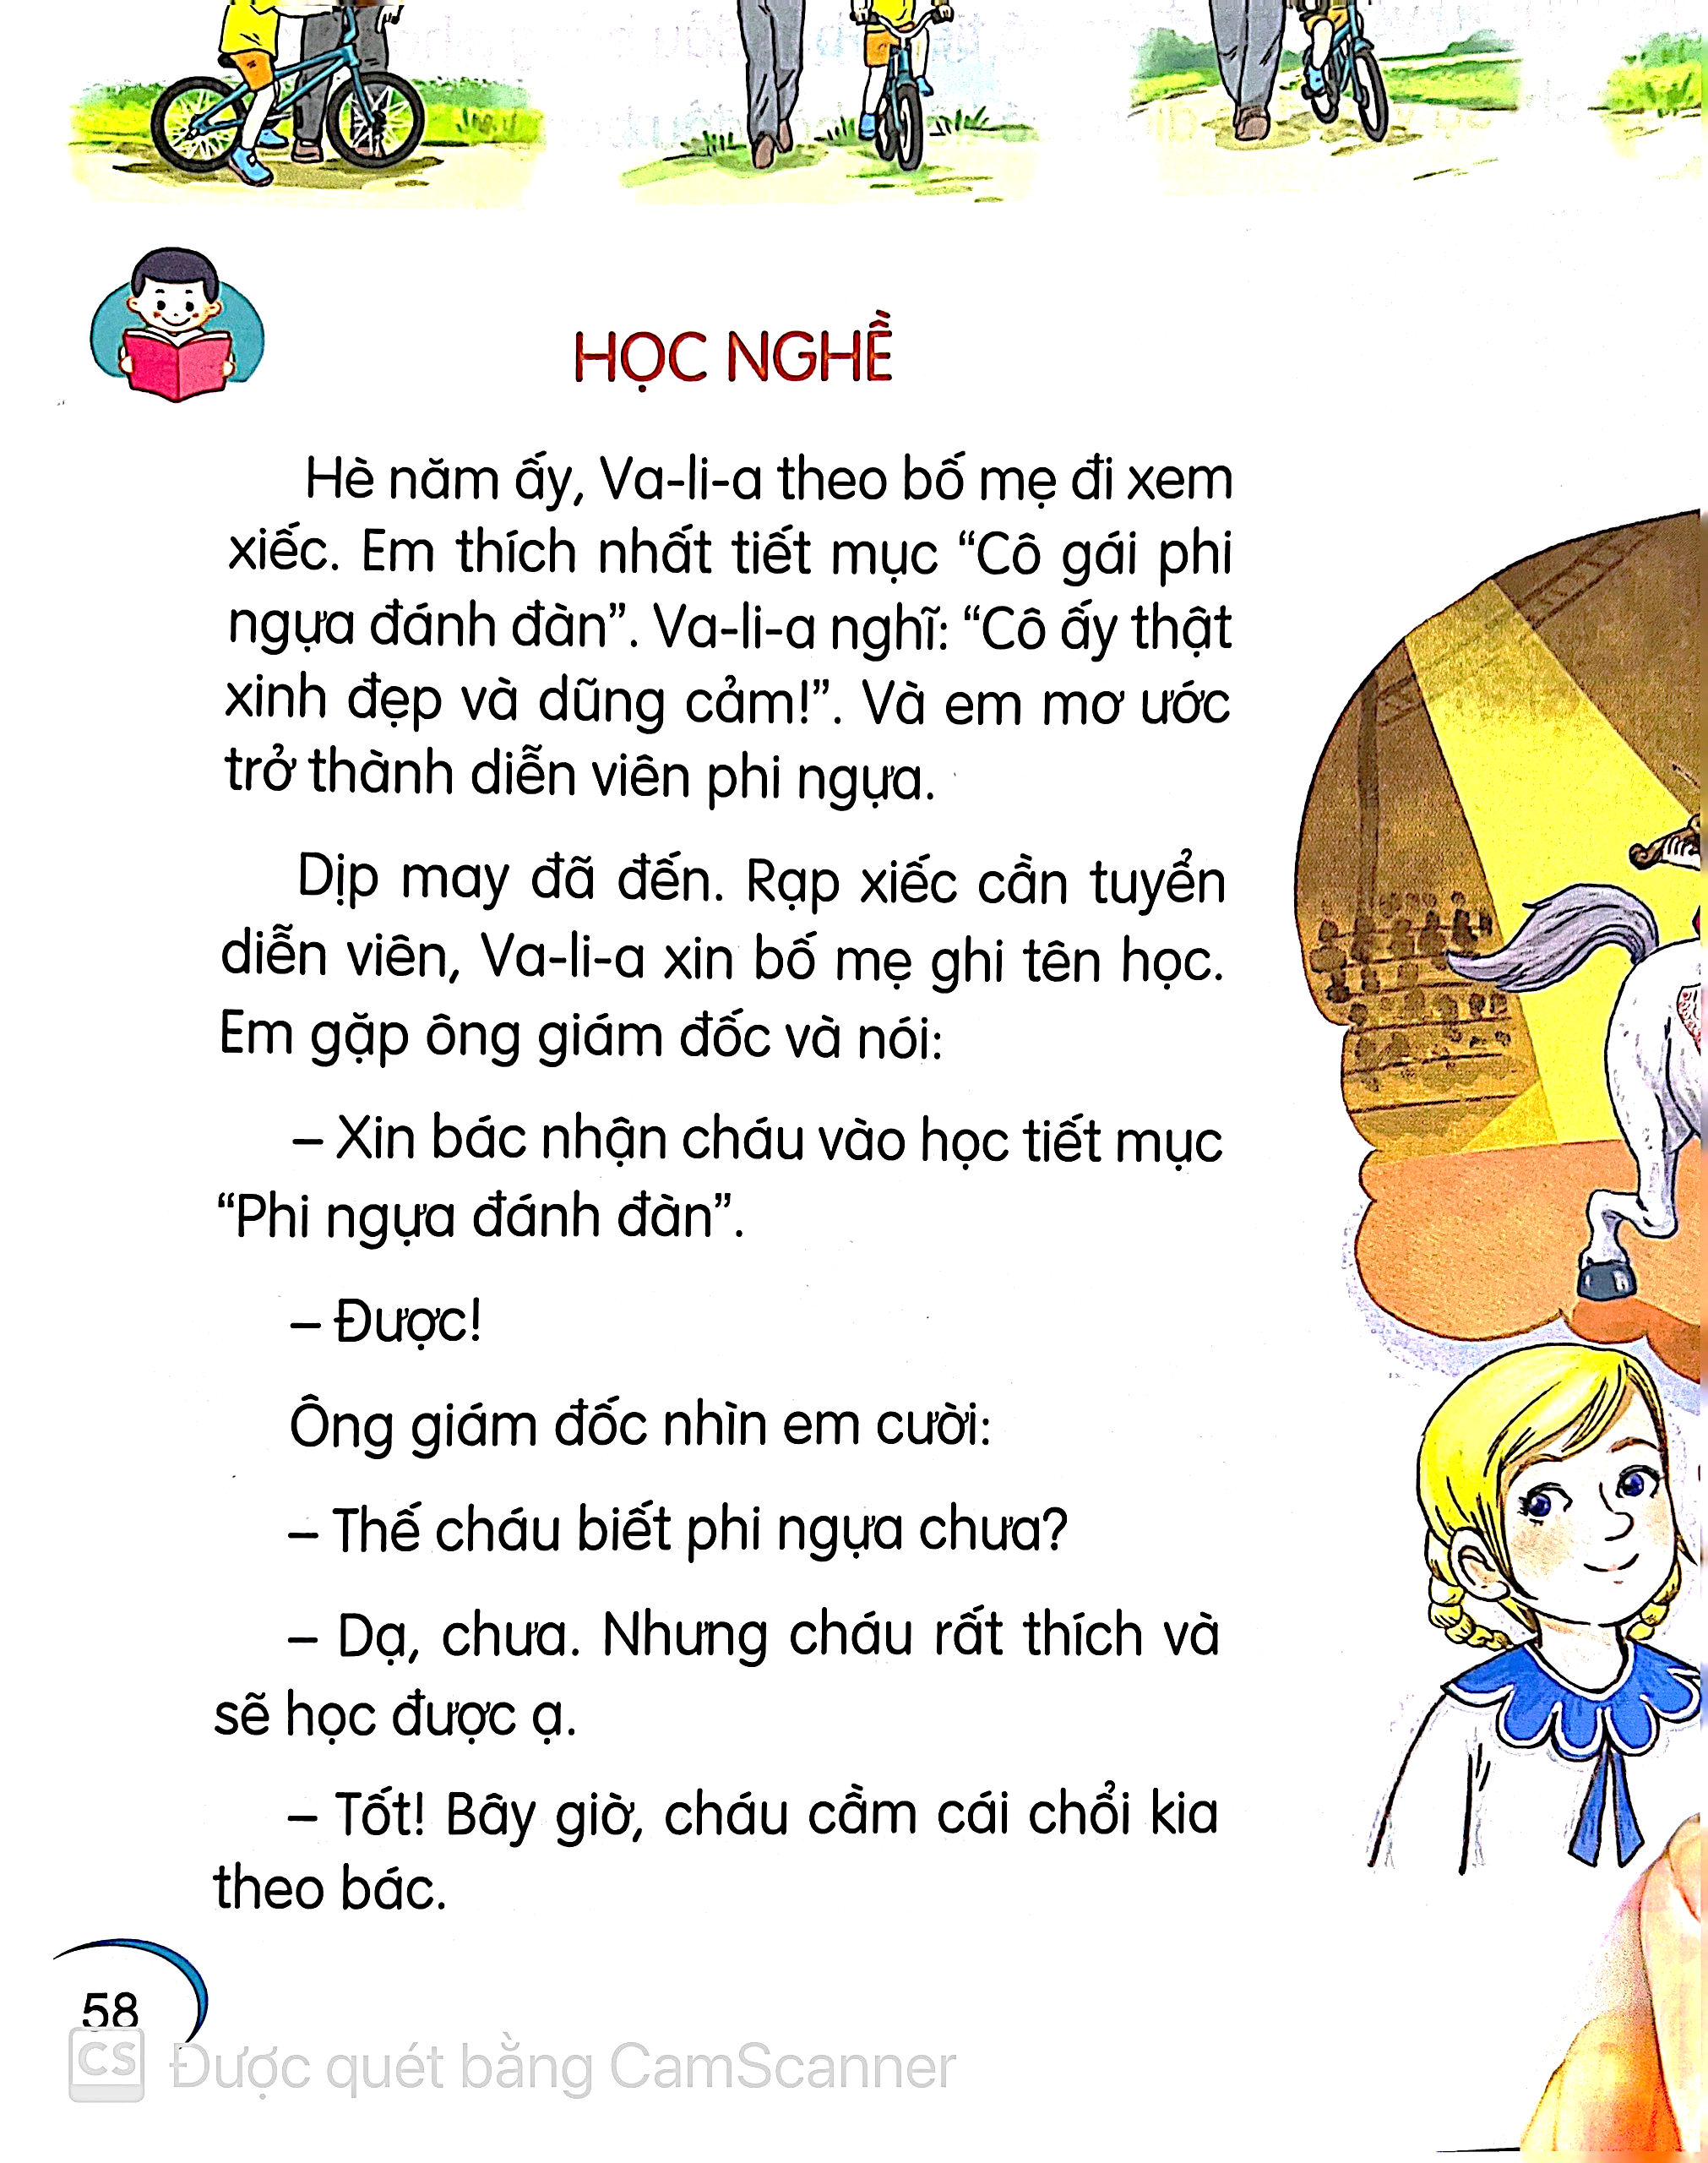 HỌC NGHỀ
Hè năm ấy, Va-li-a theo bố mẹ đi xem
xiếc. Em thích nhất tiết mục “Cô gái phi
ngựa đánh đàn”. Va-li-a nghĩ: “Cô ấy thật
xinh đẹp và dũng cảm!”. Và em mơ ước
trở thành diễn viên phi ngựa.
Dịp may đã đến. Rạp xiếc cần tuyển
diễn viên, Va-li-a xin bố mẹ ghi tên học.
Em gặp ông giám đốc và nói:
– Xin bác nhận cháu vào học tiết mục
“Phi ngựa đánh đàn”.
– Được!
Ông giám đốc nhìn em cười:
– Thế cháu biết phi ngựa chưa?
– Dạ, chưa. Nhưng cháu rất thích và
sẽ học được ạ.
– Tốt! Bây giờ, cháu cầm cái chổi kia
theo bác.
58
CS Được quét bằng CamScanner